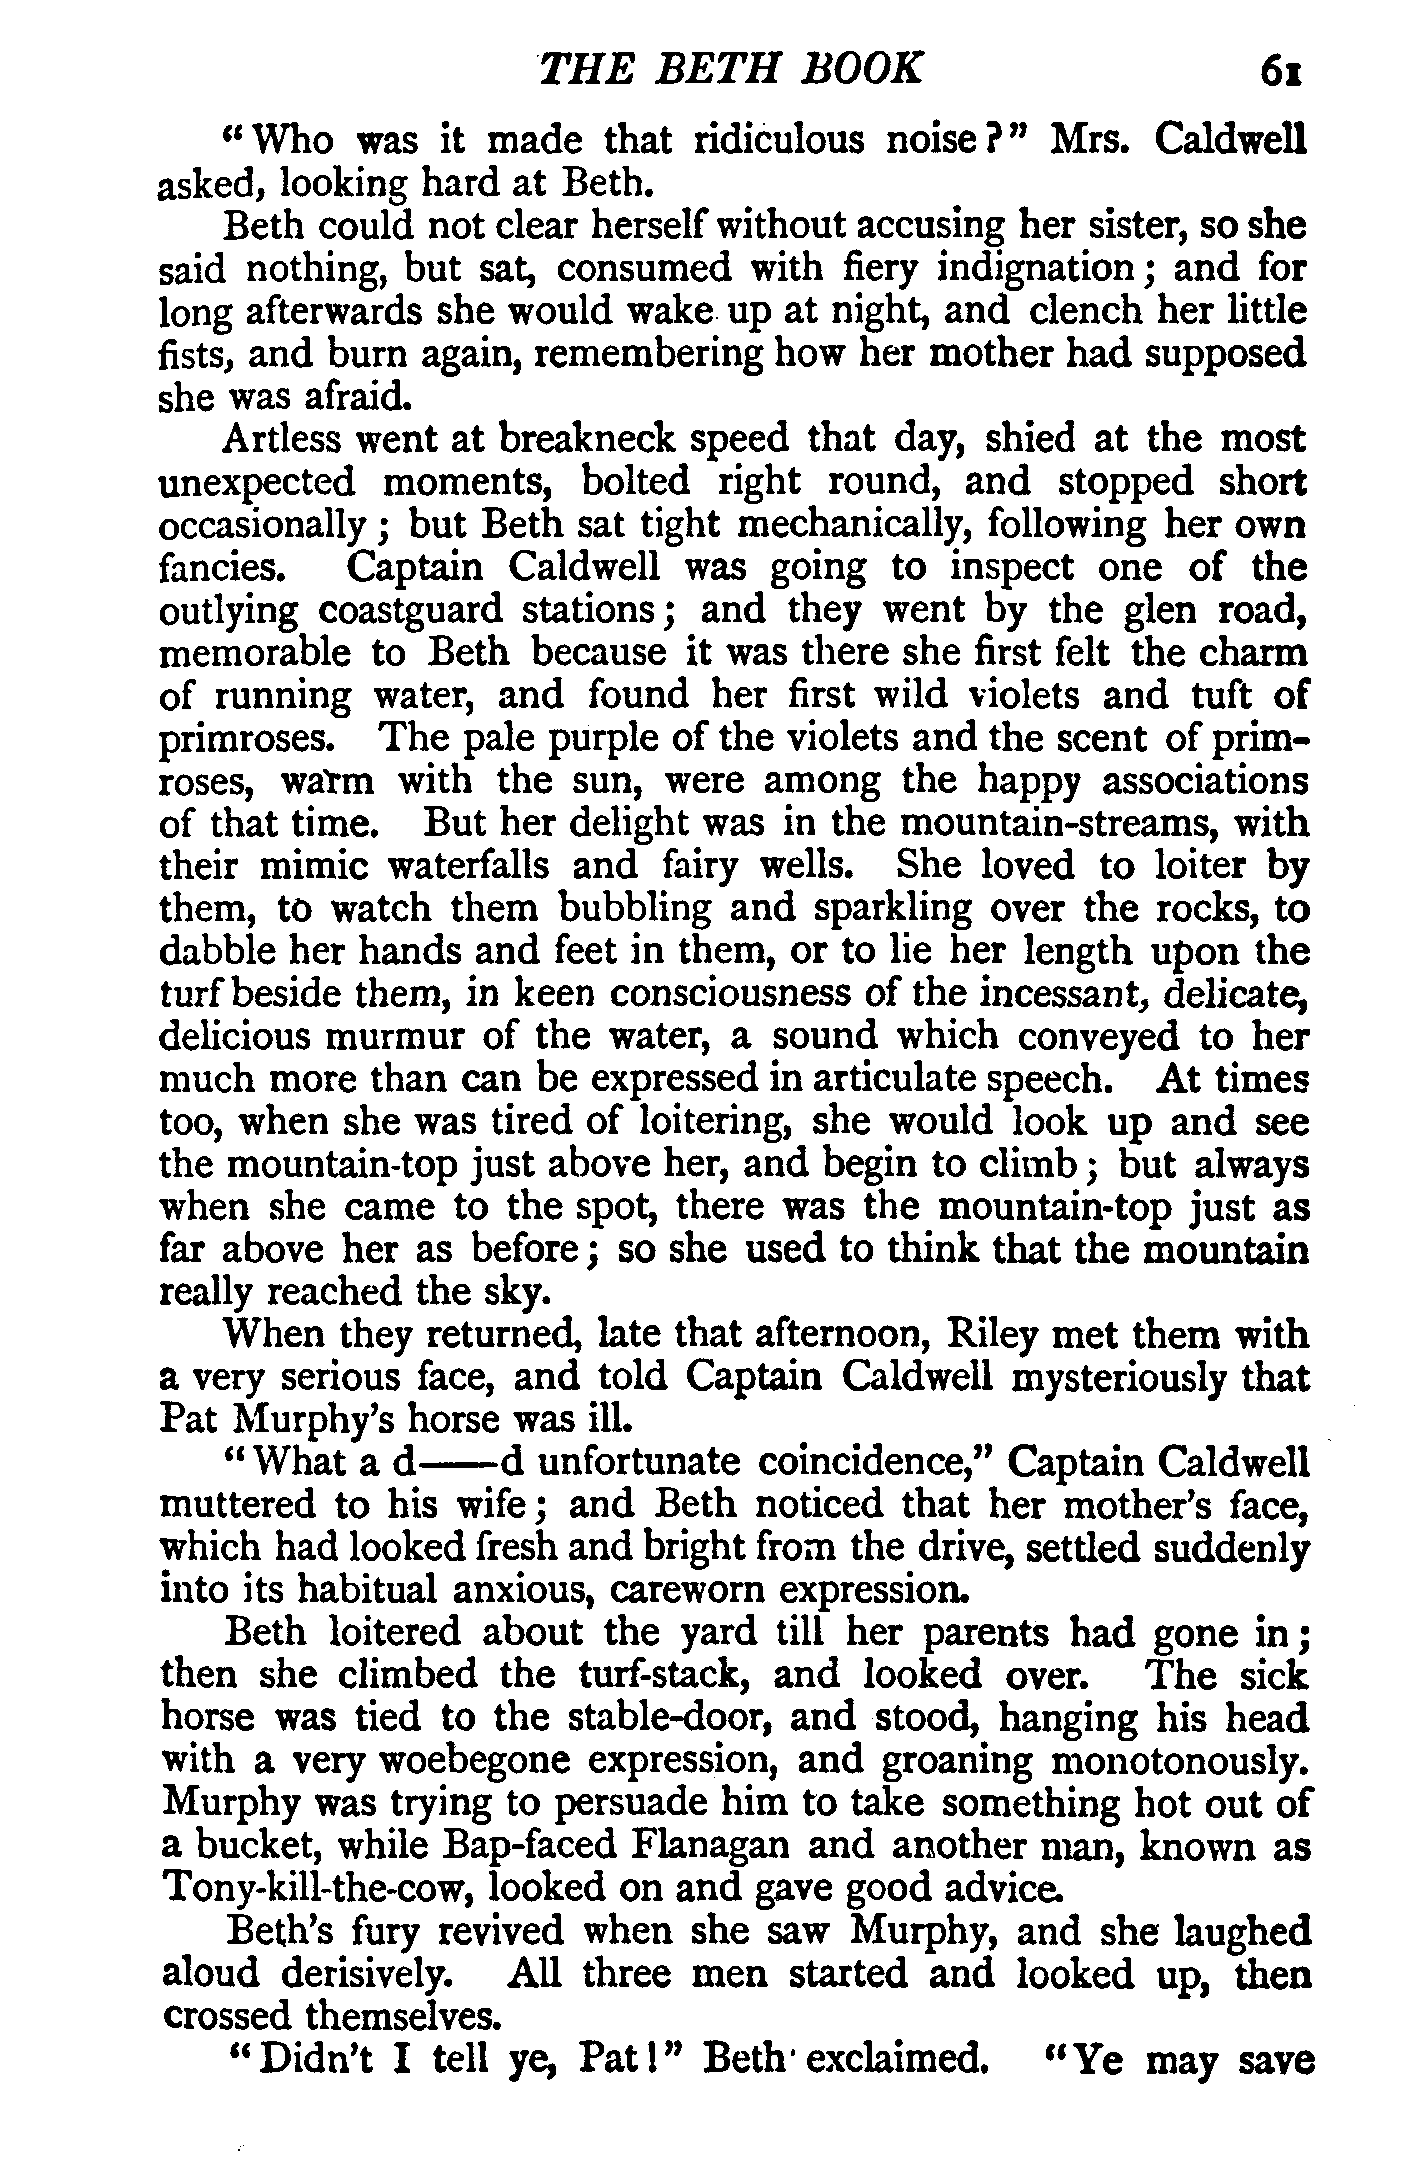 THE BETH BOOK 61
“Who was it made that ridiculous noise?” Mrs. Caldwell
asked, looking hard at Beth.
Beth could not clear herself without accusing her sister, so she
said nothing, but sat, consumed with fiery indignation; and for
long afterwards she would wake up at night, and clench her little
fists, and burn again, remembering how her mother had supposed
she was afraid.
Artless went at breakneck speed that day, shied at the most
unexpected moments, bolted right round, and stopped short
occasionally; but Beth sat tight mechanically, following her own
fancies. Captain Caldwell was going to inspect one of the
outlying coastguard stations; and they went by the glen road,
memorable to Beth because it was there she first felt the charm
of running water, and found her first wild violets and tuft of
primroses. The pale purple of the violets and the scent of prim-
roses, warm with the sun, were among the happy associations
of that time. But her delight was in the mountain-streams, with
their mimic waterfalls and fairy wells. She loved to loiter by
them, to watch them bubbling and sparkling over the rocks, to
dabble her hands and feet in them, or to lie her length upon the
turf beside them, in keen consciousness of the incessant, delicate,
delicious murmur of the water, a sound which conveyed to her
much more than can be expressed in articulate speech. At times
too, when she was tired of loitering, she would look up and see
the mountain-top just above her, and begin to climb; but always
when she came to the spot, there was the mountain-top just as
far above her as before; so she used to think that the mountain
really reached the sky.
When they returned, late that afternoon, Riley met them with
a very serious face, and told Captain Caldwell mysteriously that
Pat Murphy’s horse was ill.
“What a d——d unfortunate coincidence,” Captain Caldwell
muttered to his wife; and Beth noticed that her mother’s face,
which had looked fresh and bright from the drive, settled suddenly
into its habitual anxious, careworn expression.
Beth loitered about the yard till her parents had gone in;
then she climbed the turf-stack, and looked over. The sick
horse was tied to the stable-door, and stood, hanging his head
with a very woebegone expression, and groaning monotonously.
Murphy was trying to persuade him to take something hot out of
a bucket, while Bap-faced Flanagan and another man, known as
Tony-kill-the-cow, looked on and gave good advice.
Beth’s fury revived when she saw Murphy, and she laughed
aloud derisively. All three men started and looked up, then
crossed themselves.
“Didn’t I tell ye, Pat!” Beth exclaimed. “Ye may save